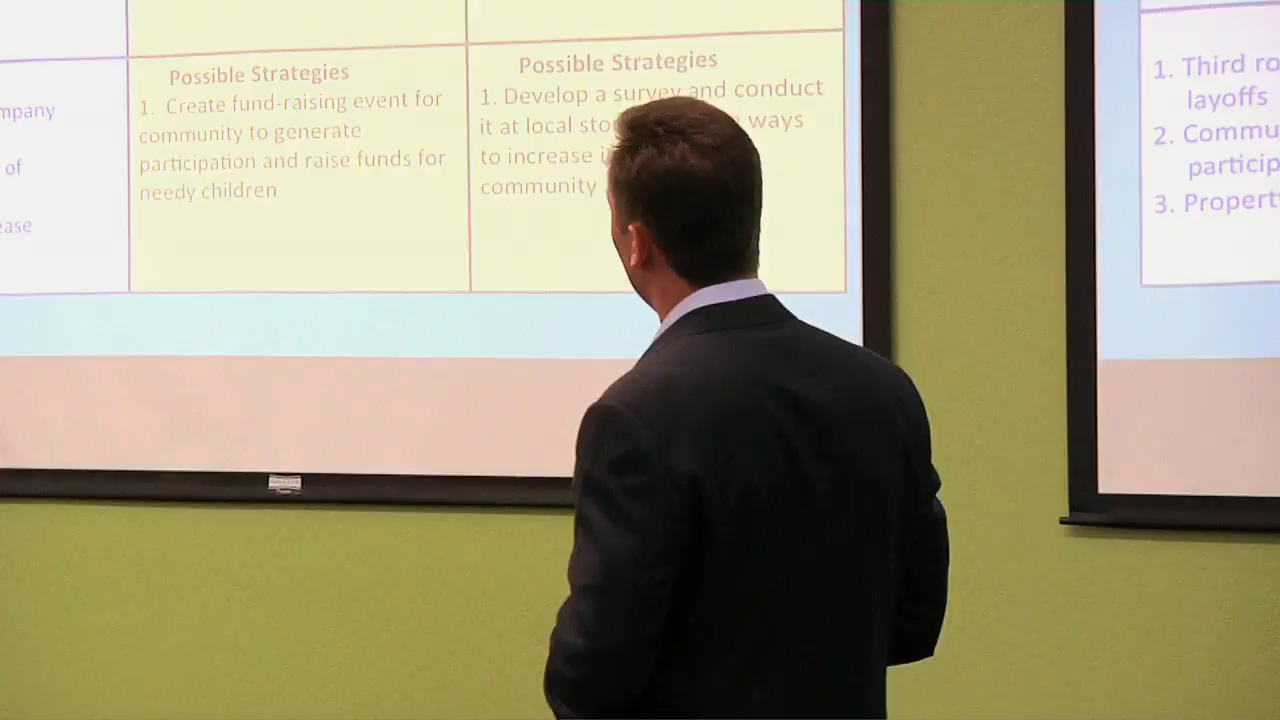 mpany
of
ase
Possible Strategies
1. Create fund-raising event for
community to generate
participation and raise funds for
needy children
Possible Strategies
1. Develop a survey and conduct
it at local sto ways
to increase i
community
1. Third ro
layoffs
2. Commu
particip
3. Propert